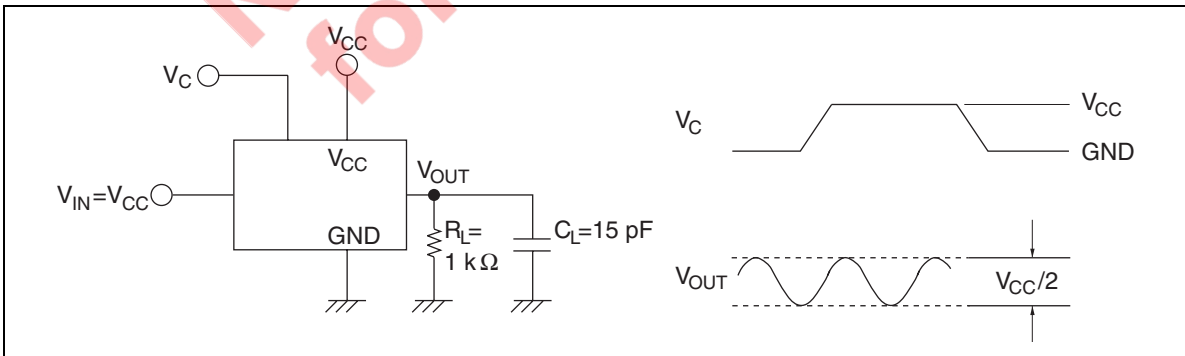 V_CC
V_C
V_CC
V_OUT
V_IN=V_CC
GND
R_L=
1 kΩ
C_L=15 pF
V_C
V_CC
GND
V_OUT
V_CC/2